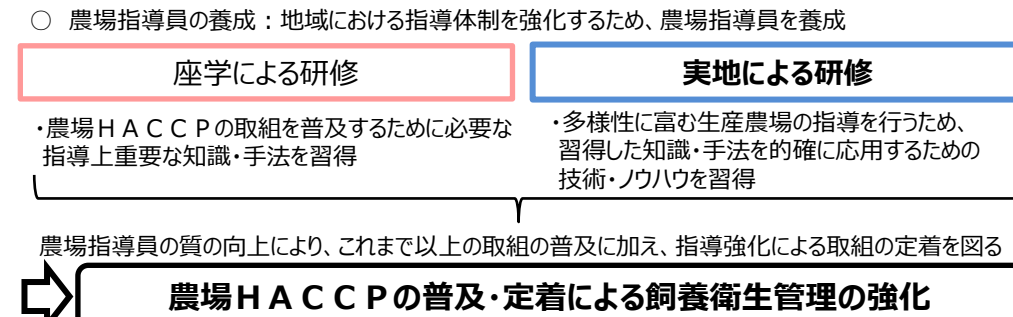 ○ 農場指導員の養成：地域における指導体制を強化するため、農場指導員を養成
座学による研修
実地による研修
・農場ＨＡＣＣＰの取組を普及するために必要な
指導上重要な知識・手法を習得
・多様性に富む生産農場の指導を行うため、
習得した知識・手法を的確に応用するための
技術・ノウハウを習得
農場指導員の質の向上により、これまで以上の取組の普及に加え、指導強化による取組の定着を図る
農場ＨＡＣＣＰの普及・定着による飼養衛生管理の強化